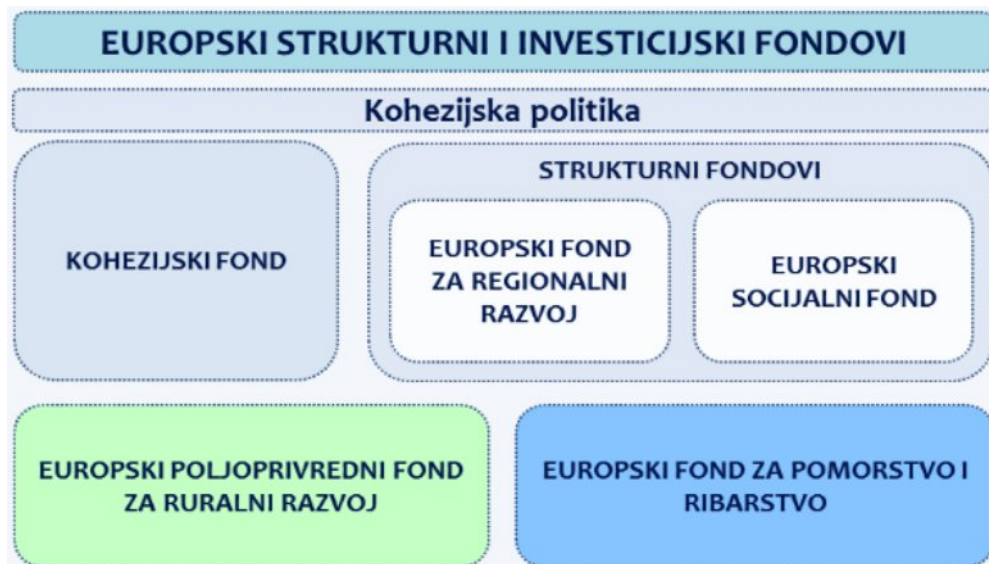 EUROPSKI STRUKTURNI I INVESTICIJSKI FONDOVI
Kohezijska politika
KOHEZIJSKI FOND
STRUKTURNI FONDOVI
EUROPSKI FOND
ZA REGIONALNI
RAZVOJ
EUROPSKI
SOCIJALNI FOND
EUROPSKI POLJOPRIVREDNI FOND
ZA RURALNI RAZVOJ
EUROPSKI FOND ZA POMORSTVO I
RIBARSTVO